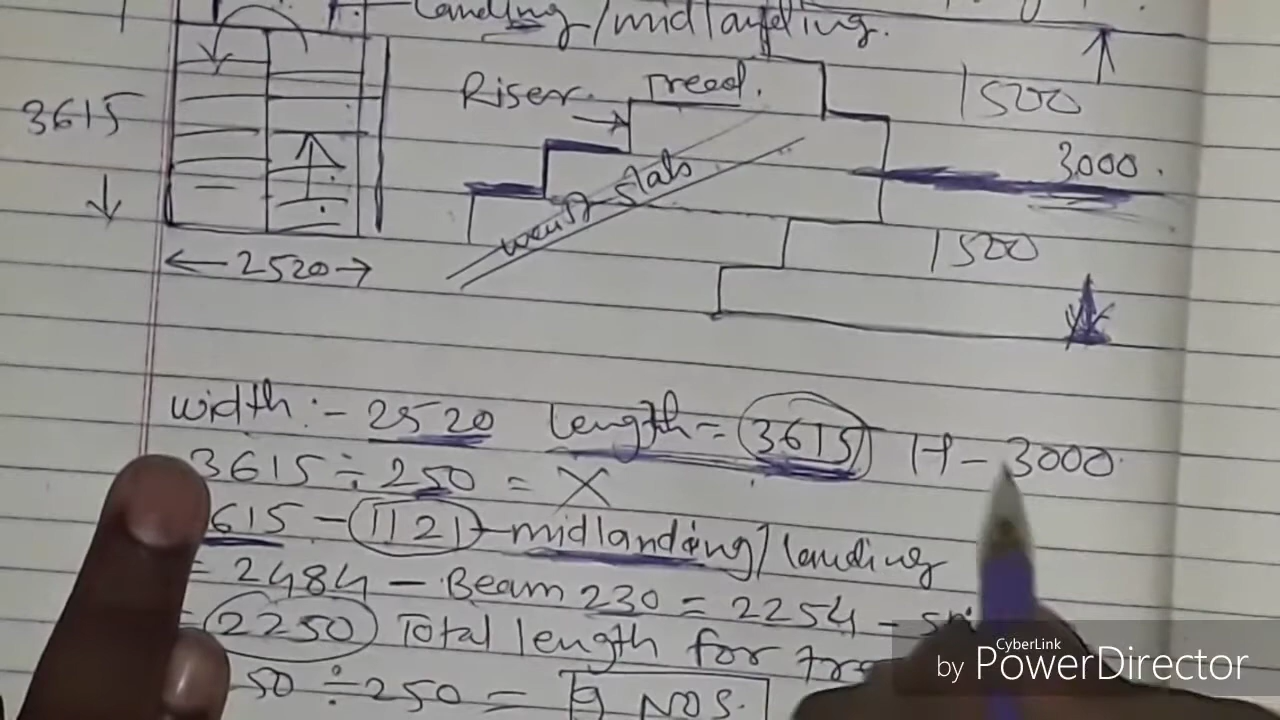 Landing/midlanding.
Riser. Tread.
1500
3615
3000.
waist slab
1500
2520
width :- 2520 Length = 3615 H - 3000.
3615 ÷ 250 = X
615 - 1121 - midlanding/landing
= 2484 - Beam 230 = 2254 -
= 2250 Total length for
50 ÷ 250 = 9 NOS.
CyberLink
by PowerDirector